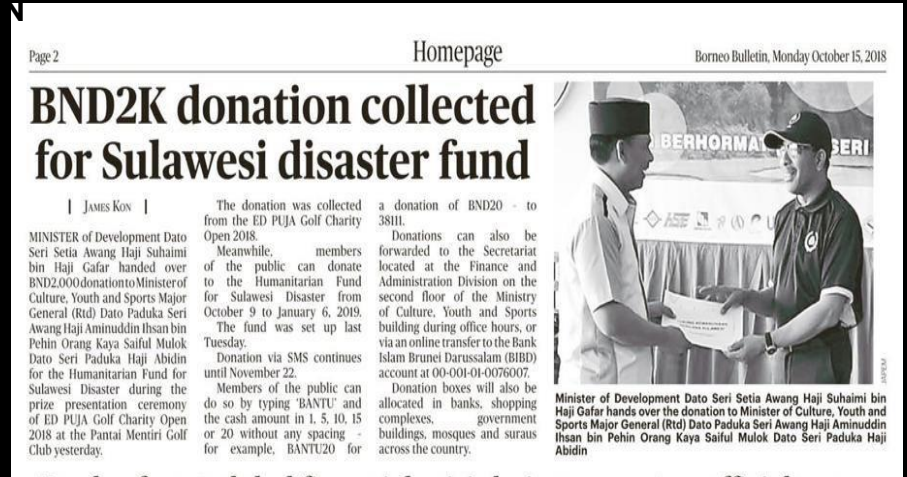 N
Page 2
Homepage
Borneo Bulletin, Monday October 15, 2018
BND2K donation collected
for Sulawesi disaster fund
| JAMES KON |
MINISTER of Development Dato
Seri Setia Awang Haji Suhaimi
bin Haji Gafar handed over
BND2,000 donation to Minister of
Culture, Youth and Sports Major
General (Rtd) Dato Paduka Seri
Awang Haji Aminuddin Ihsan bin
Pehin Orang Kaya Saiful Mulok
Dato Seri Paduka Haji Abidin
for the Humanitarian Fund for
Sulawesi Disaster during the
prize presentation ceremony
of ED PUJA Golf Charity Open
2018 at the Pantai Mentiri Golf
Club yesterday.
The donation was collected
from the ED PUJA Golf Charity
Open 2018.
Meanwhile, members
of the public can donate
to the Humanitarian Fund
for Sulawesi Disaster from
October 9 to January 6, 2019.
The fund was set up last
Tuesday.
Donation via SMS continues
until November 22.
Members of the public can
do so by typing 'BANTU' and
the cash amount in 1, 5, 10, 15
or 20 without any spacing -
for example, BANTU20 for
a donation of BND20 - to
38111.
Donations can also be
forwarded to the Secretariat
located at the Finance and
Administration Division on the
second floor of the Ministry
of Culture, Youth and Sports
building during office hours, or
via an online transfer to the Bank
Islam Brunei Darussalam (BIBD)
account at 00-001-01-0076007.
Donation boxes will also be
allocated in banks, shopping
complexes, government
buildings, mosques and suraus
across the country.
BERHORMA SERI
HSE
JAPEM
Minister of Development Dato Seri Setia Awang Haji Suhaimi bin
Haji Gafar hands over the donation to Minister of Culture, Youth and
Sports Major General (Rtd) Dato Paduka Seri Awang Haji Aminuddin
Ihsan bin Pehin Orang Kaya Saiful Mulok Dato Seri Paduka Haji
Abidin